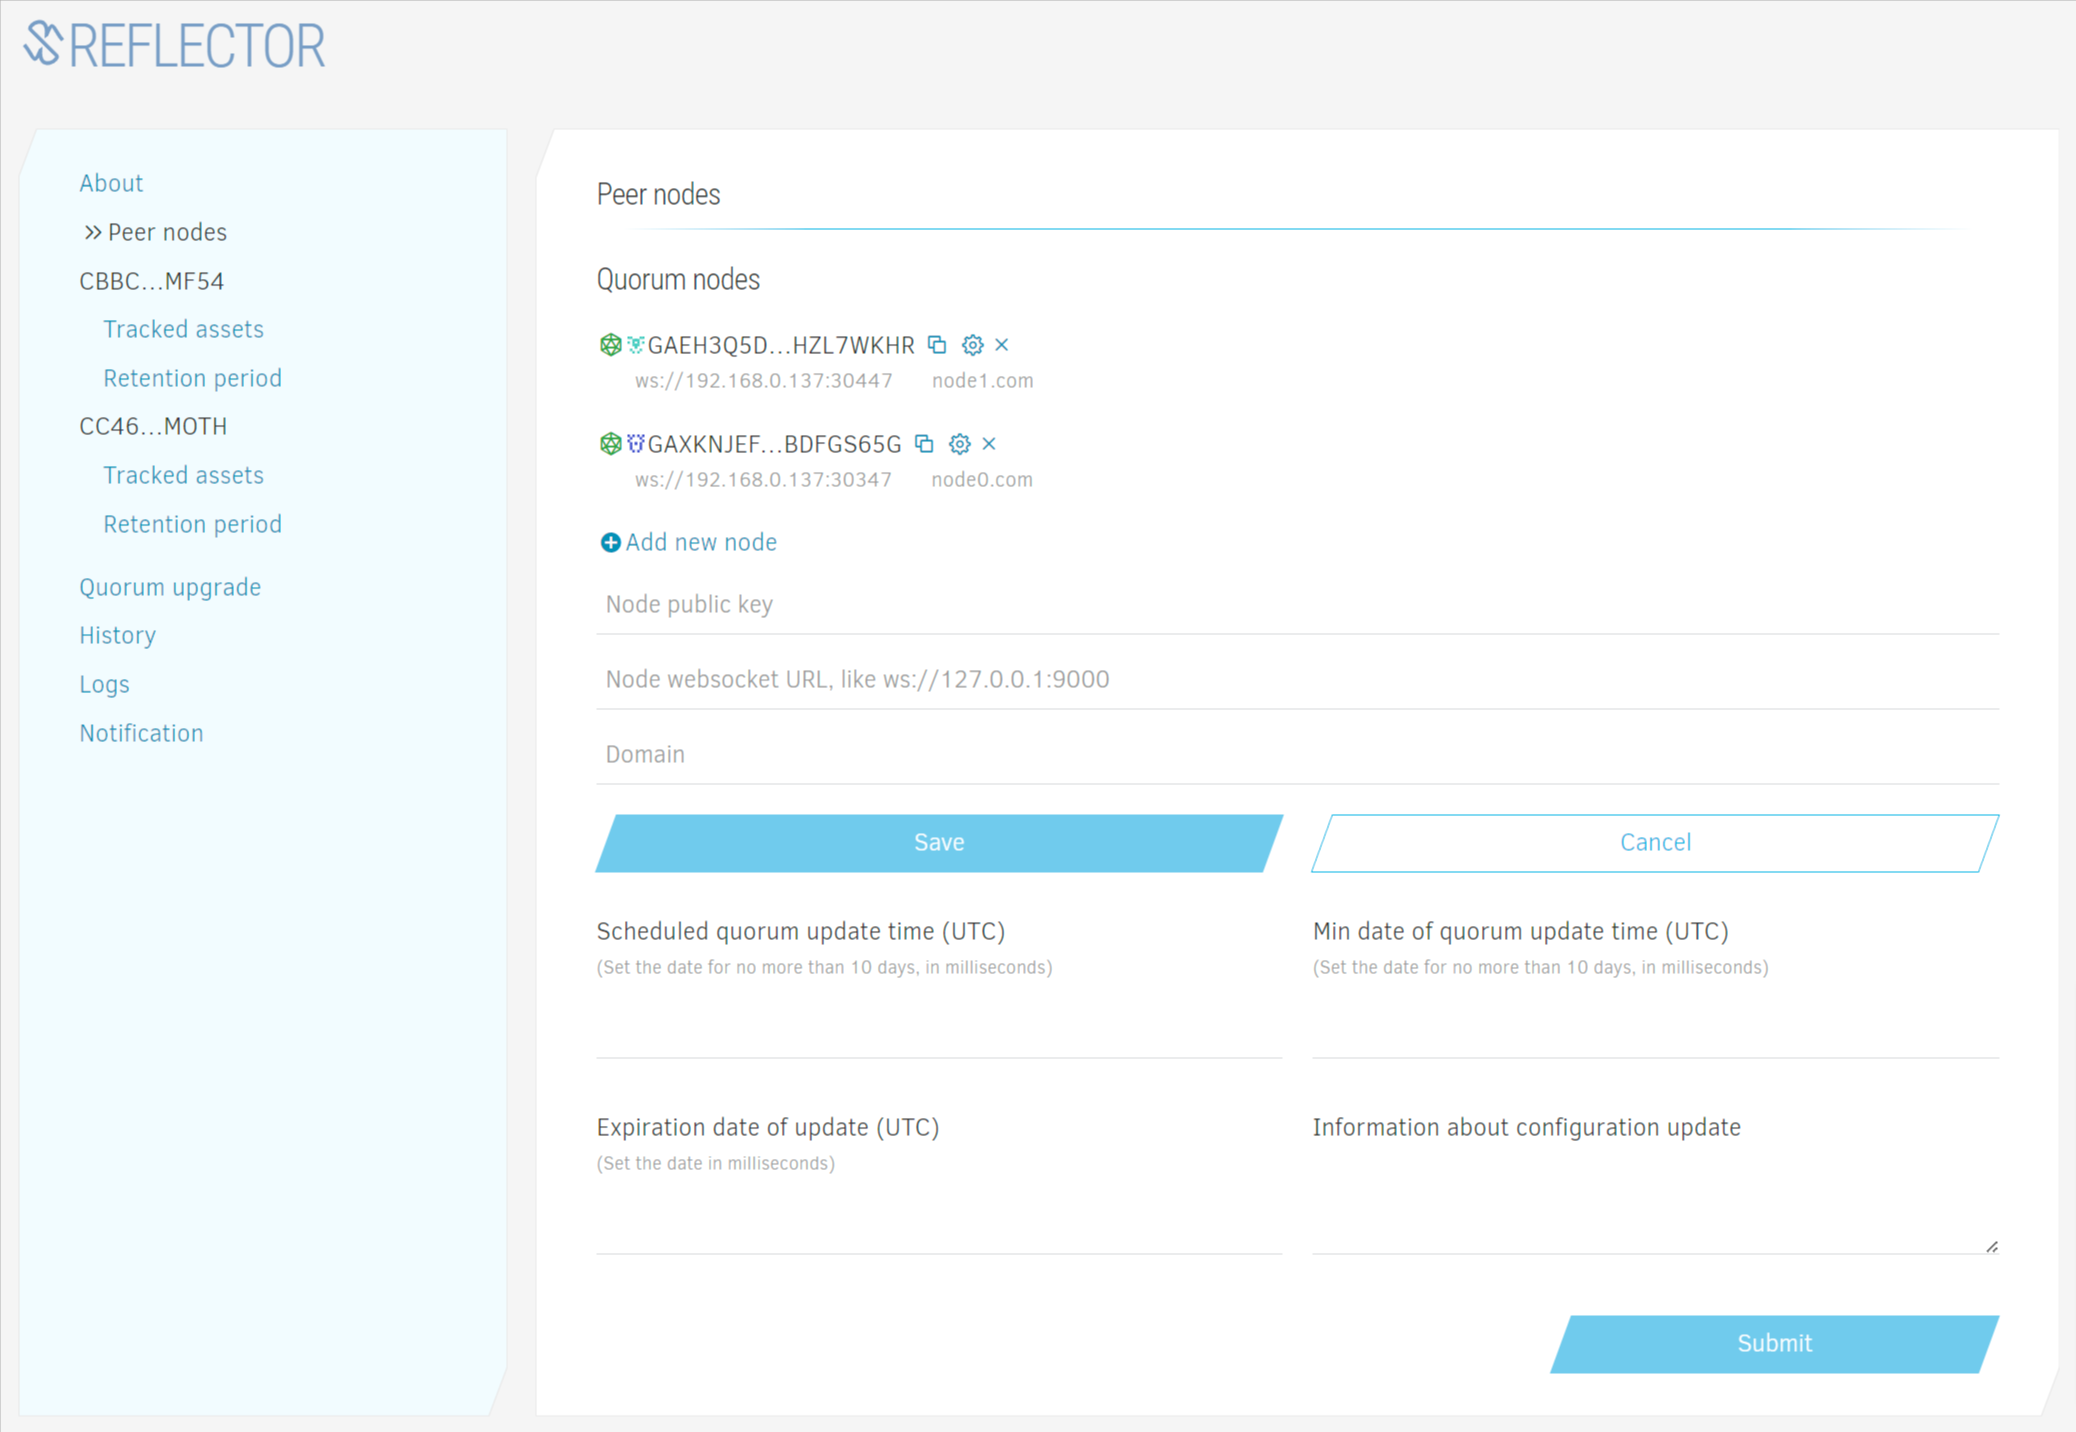 REFLECTOR
About
Peer nodes
CBBC...MF54
Tracked assets
Retention period
CC46...MOTH
Tracked assets
Retention period
Quorum upgrade
History
Logs
Notification
Peer nodes
Quorum nodes
GAEH3Q5D...HZL7WKHR
ws://192.168.0.137:30447 node1.com
GAXKNJEF...BDFGS65G
ws://192.168.0.137:30347 node0.com
Add new node
Node public key
Node websocket URL, like ws://127.0.0.1:9000
Domain
Save
Cancel
Scheduled quorum update time (UTC)
(Set the date for no more than 10 days, in milliseconds)
Min date of quorum update time (UTC)
(Set the date for no more than 10 days, in milliseconds)
Expiration date of update (UTC)
(Set the date in milliseconds)
Information about configuration update
Submit